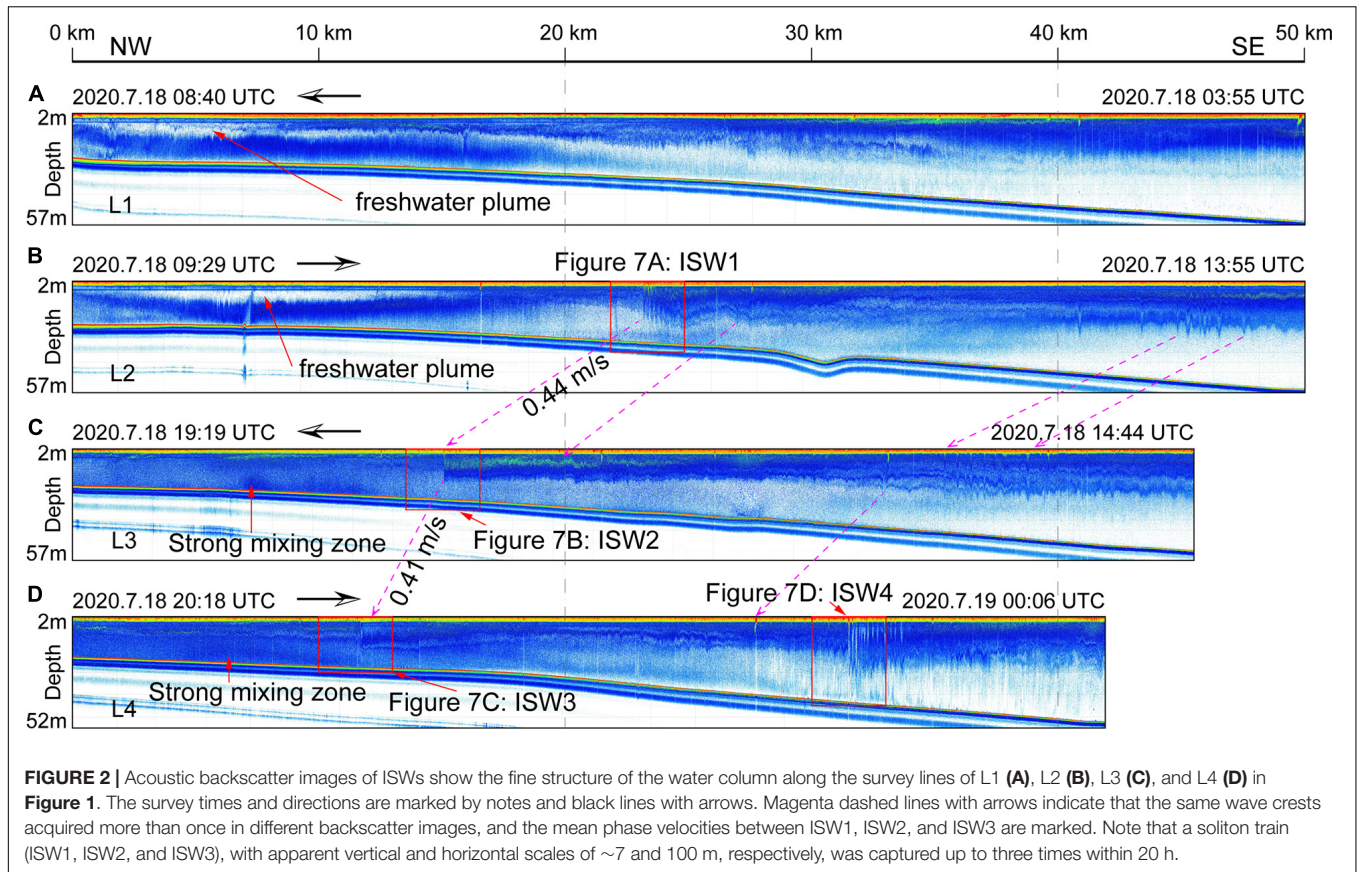 0 km 10 km 20 km 30 km 40 km 50 km
NW SE
A 2020.7.18 08:40 UTC 2020.7.18 03:55 UTC
2m
Depth
freshwater plume
57m L1
B 2020.7.18 09:29 UTC Figure 7A: ISW1 2020.7.18 13:55 UTC
2m
Depth
freshwater plume
57m L2
0.44 m/s
C 2020.7.18 19:19 UTC 2020.7.18 14:44 UTC
2m
Depth
Strong mixing zone Figure 7B: ISW2
57m L3
0.41 m/s
D 2020.7.18 20:18 UTC Figure 7D: ISW4 2020.7.19 00:06 UTC
2m
Depth
Strong mixing zone Figure 7C: ISW3
52m L4
FIGURE 2 | Acoustic backscatter images of ISWs show the fine structure of the water column along the survey lines of L1 (A), L2 (B), L3 (C), and L4 (D) in
Figure 1. The survey times and directions are marked by notes and black lines with arrows. Magenta dashed lines with arrows indicate that the same wave crests
acquired more than once in different backscatter images, and the mean phase velocities between ISW1, ISW2, and ISW3 are marked. Note that a soliton train
(ISW1, ISW2, and ISW3), with apparent vertical and horizontal scales of ~7 and 100 m, respectively, was captured up to three times within 20 h.